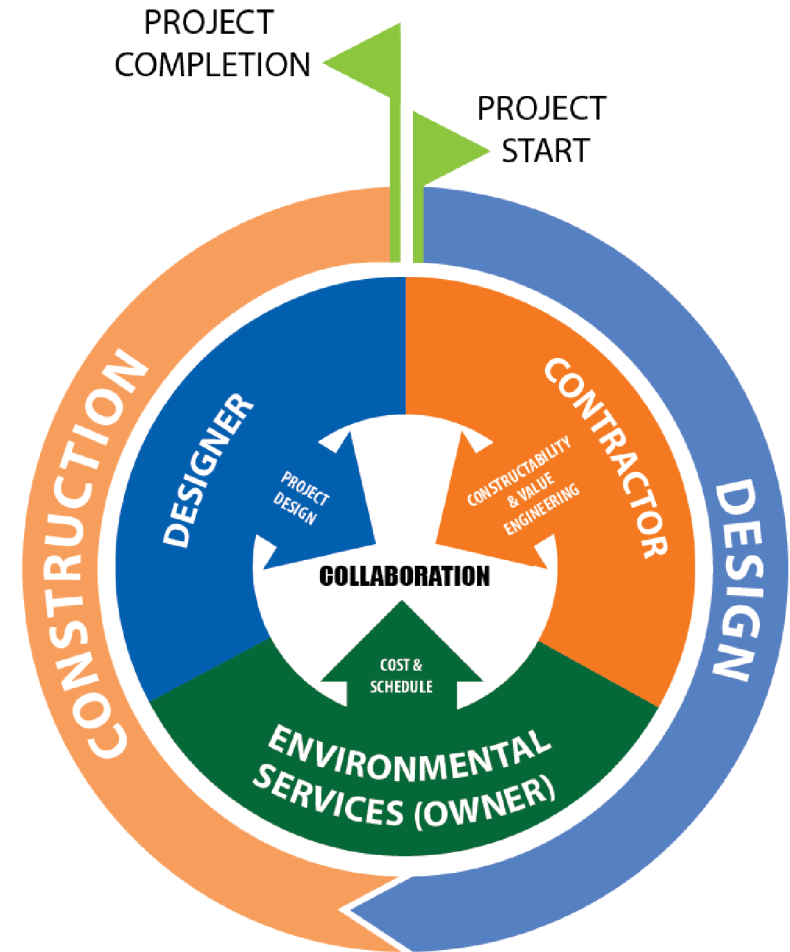 PROJECT
COMPLETION
PROJECT
START
CONSTRUCTION
DESIGN
DESIGNER
CONTRACTOR
PROJECT
DESIGN
CONSTRUCTABILITY
& VALUE
ENGINEERING
COLLABORATION
COST &
SCHEDULE
ENVIRONMENTAL
SERVICES (OWNER)